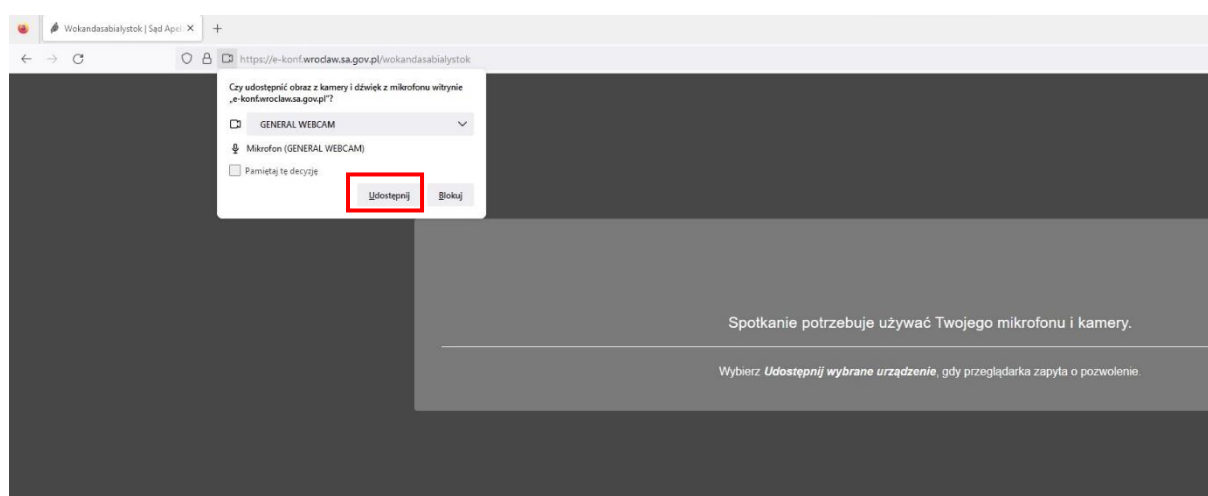 Wokandasabialystok | Sąd Apel
https://e-konf.wroclaw.sa.gov.pl/wokandasabialystok
Czy udostępnić obraz z kamery i dźwięk z mikrofonu witrynie
„e-konf.wroclaw.sa.gov.pl”?
GENERAL WEBCAM
Mikrofon (GENERAL WEBCAM)
Pamiętaj tę decyzję
Udostępnij Blokuj
Spotkanie potrzebuje używać Twojego mikrofonu i kamery.
Wybierz Udostępnij wybrane urządzenie, gdy przeglądarka zapyta o pozwolenie.